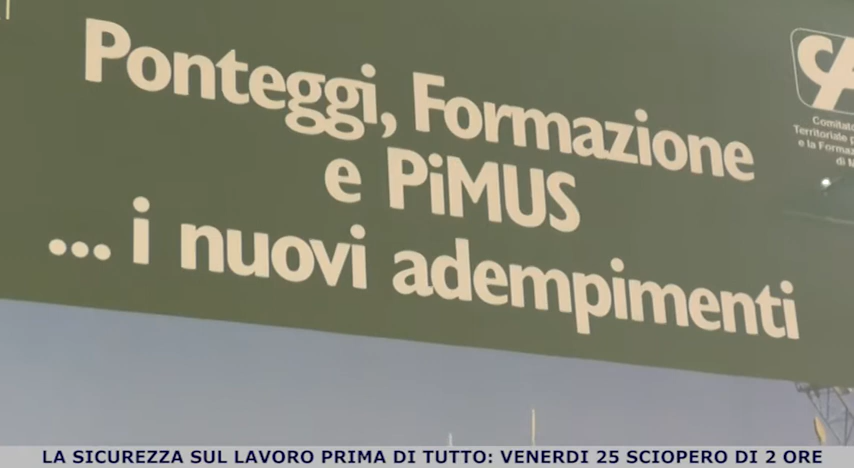 Ponteggi, Formazione
e PiMUS
... i nuovi adempimenti
Comitato
Territoriale
e la Forma
LA SICUREZZA SUL LAVORO PRIMA DI TUTTO: VENERDI 25 SCIOPERO DI 2 ORE